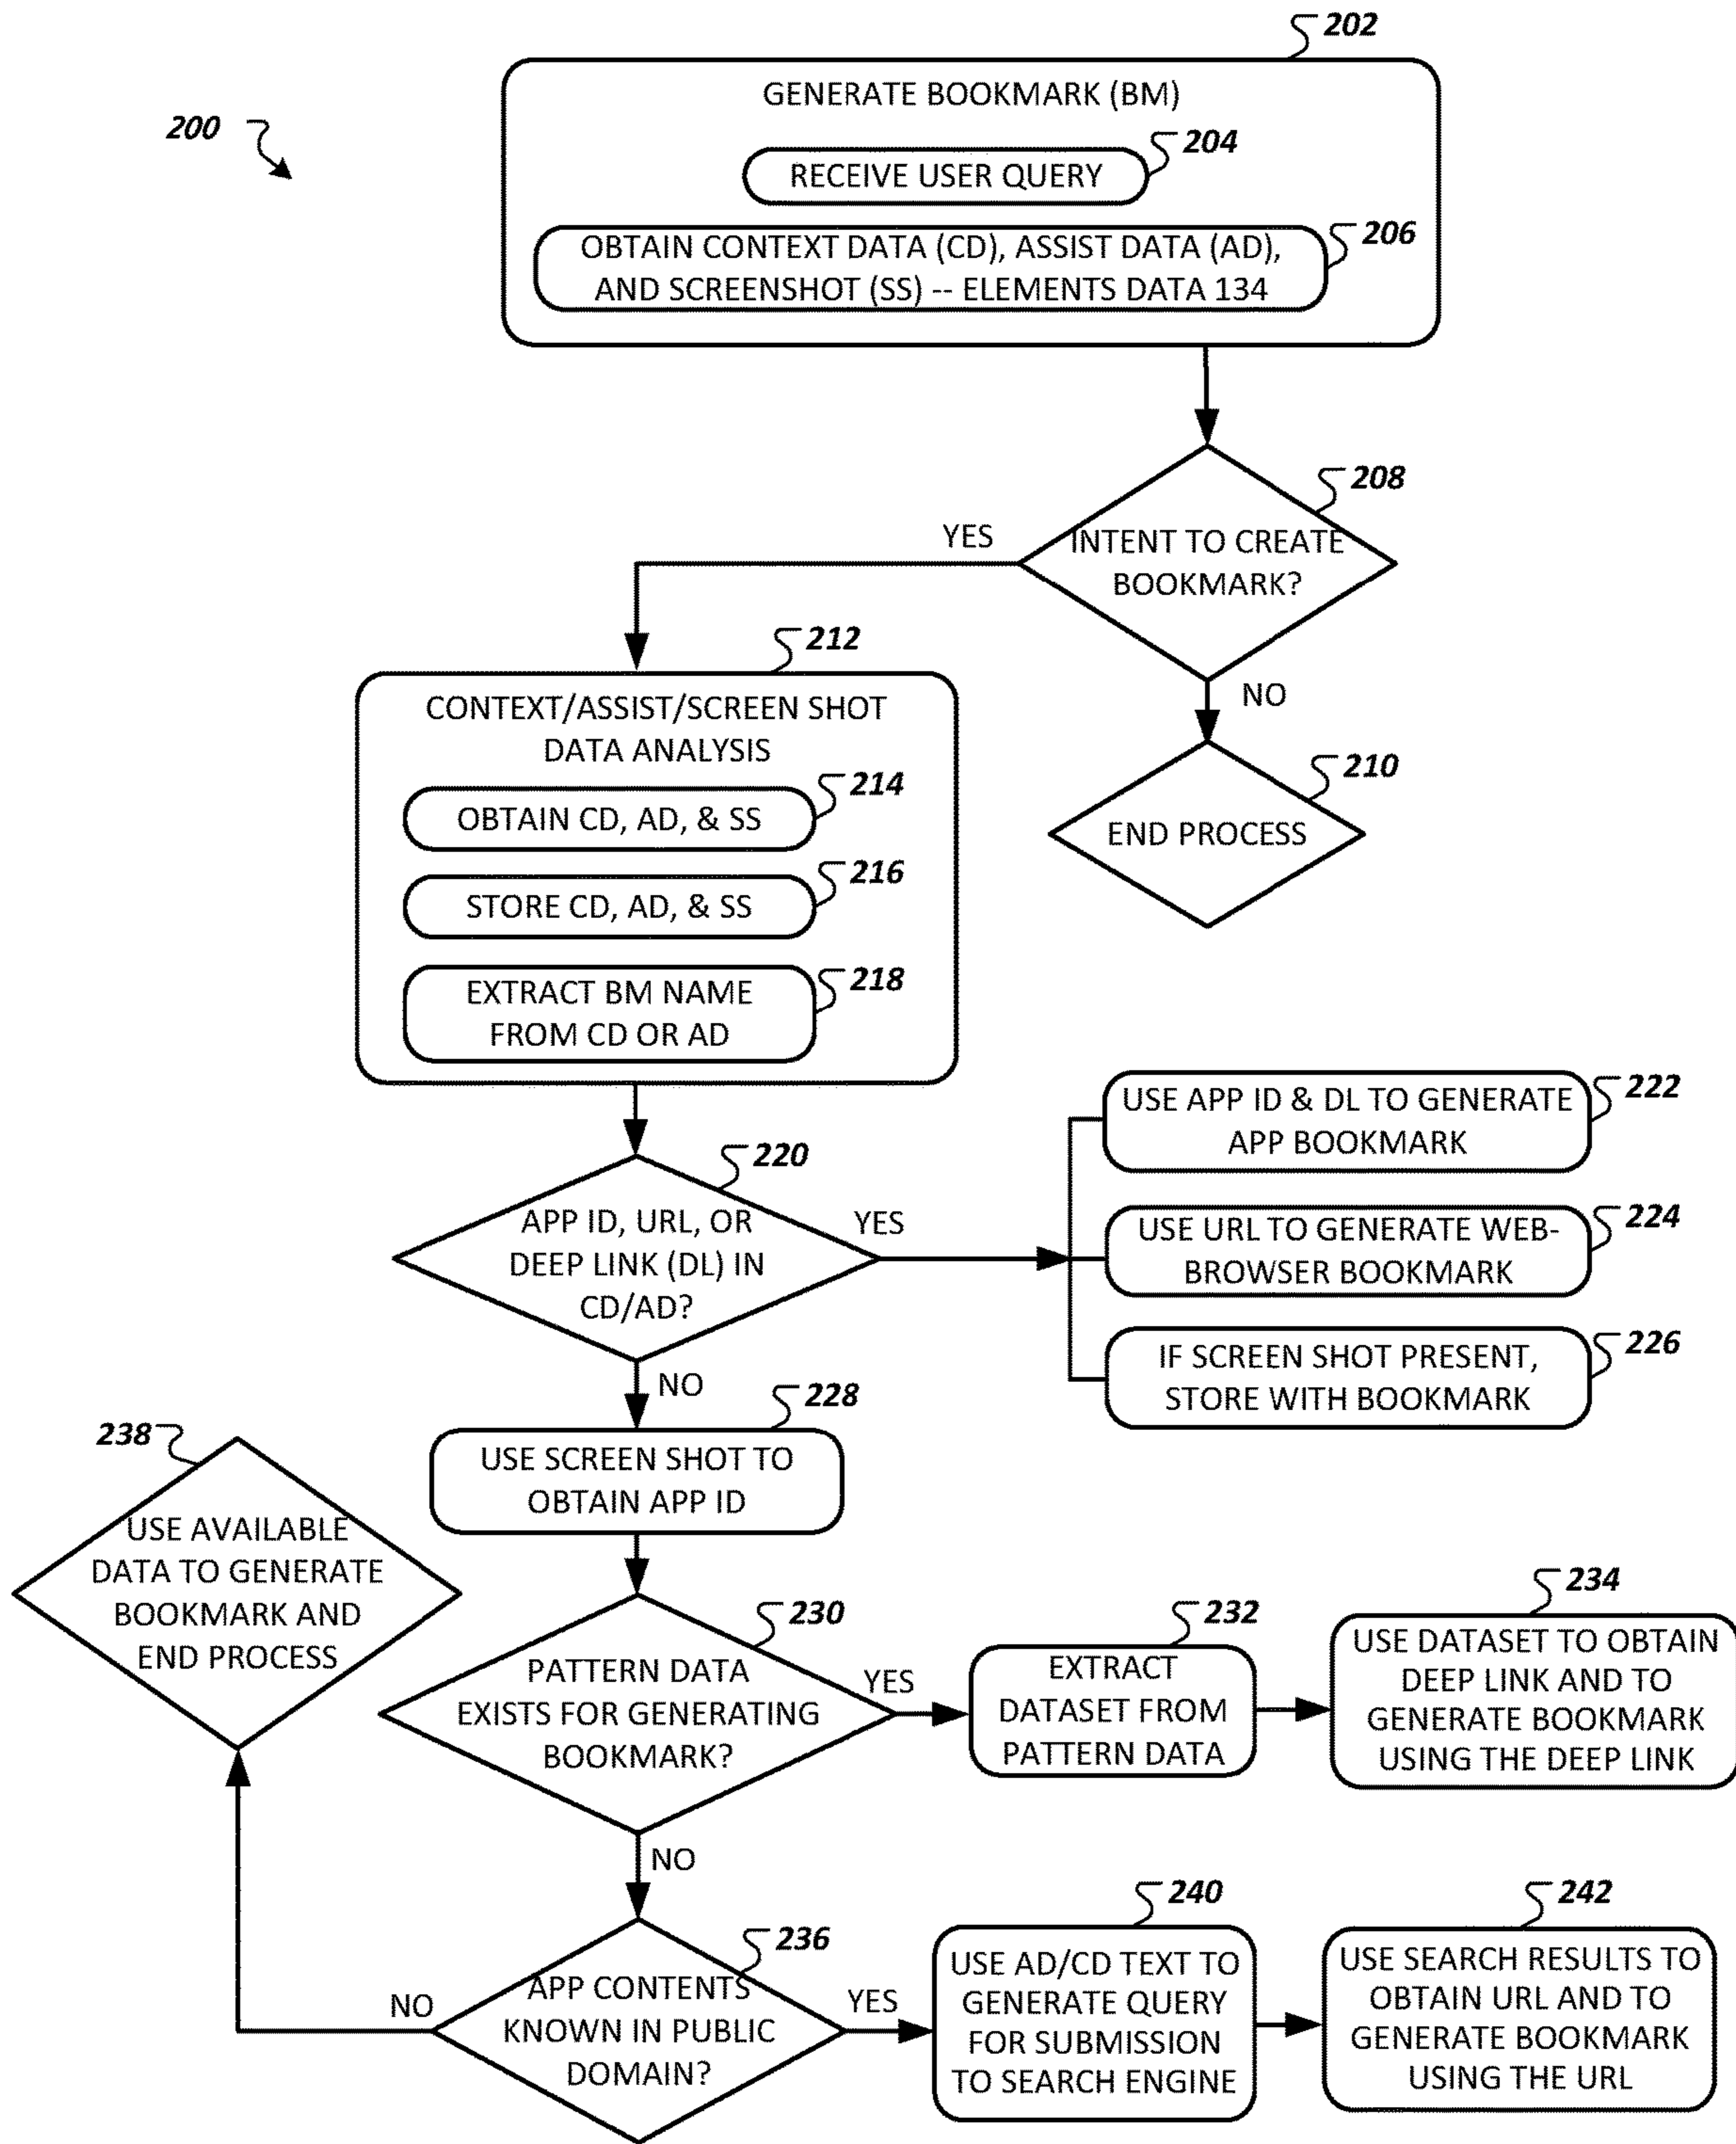 202
GENERATE BOOKMARK (BM)
200
204
RECEIVE USER QUERY
206
OBTAIN CONTEXT DATA (CD), ASSIST DATA (AD),
AND SCREENSHOT (SS) -- ELEMENTS DATA 134
208
YES
INTENT TO CREATE
BOOKMARK?
212
NO
CONTEXT/ASSIST/SCREEN SHOT
DATA ANALYSIS
210
214
OBTAIN CD, AD, & SS
END PROCESS
216
STORE CD, AD, & SS
218
EXTRACT BM NAME
FROM CD OR AD
222
USE APP ID & DL TO GENERATE
APP BOOKMARK
220
APP ID, URL, OR
DEEP LINK (DL) IN
CD/AD?
YES
224
USE URL TO GENERATE WEB-
BROWSER BOOKMARK
226
IF SCREEN SHOT PRESENT,
STORE WITH BOOKMARK
NO
228
USE SCREEN SHOT TO
OBTAIN APP ID
238
USE AVAILABLE
DATA TO GENERATE
BOOKMARK AND
END PROCESS
230
PATTERN DATA
EXISTS FOR GENERATING
BOOKMARK?
YES
232
EXTRACT
DATASET FROM
PATTERN DATA
234
USE DATASET TO OBTAIN
DEEP LINK AND TO
GENERATE BOOKMARK
USING THE DEEP LINK
NO
236
APP CONTENTS
KNOWN IN PUBLIC
DOMAIN?
NO
YES
240
USE AD/CD TEXT TO
GENERATE QUERY
FOR SUBMISSION
TO SEARCH ENGINE
242
USE SEARCH RESULTS TO
OBTAIN URL AND TO
GENERATE BOOKMARK
USING THE URL